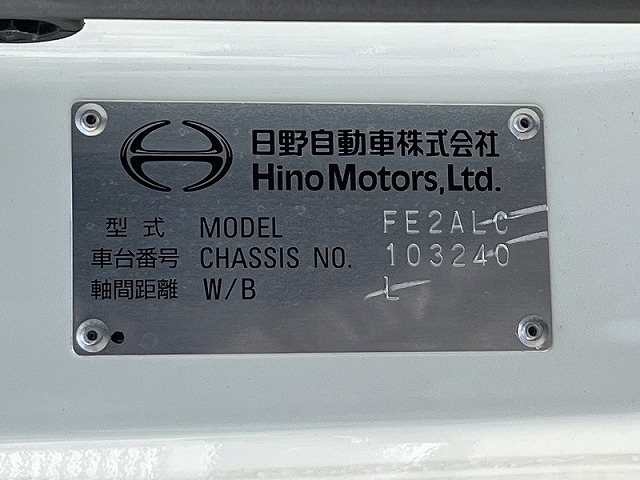 日野自動車株式会社
Hino Motors, Ltd.
型式 MODEL FE2ALC
車台番号 CHASSIS NO. 103240
軸間距離 W/B L